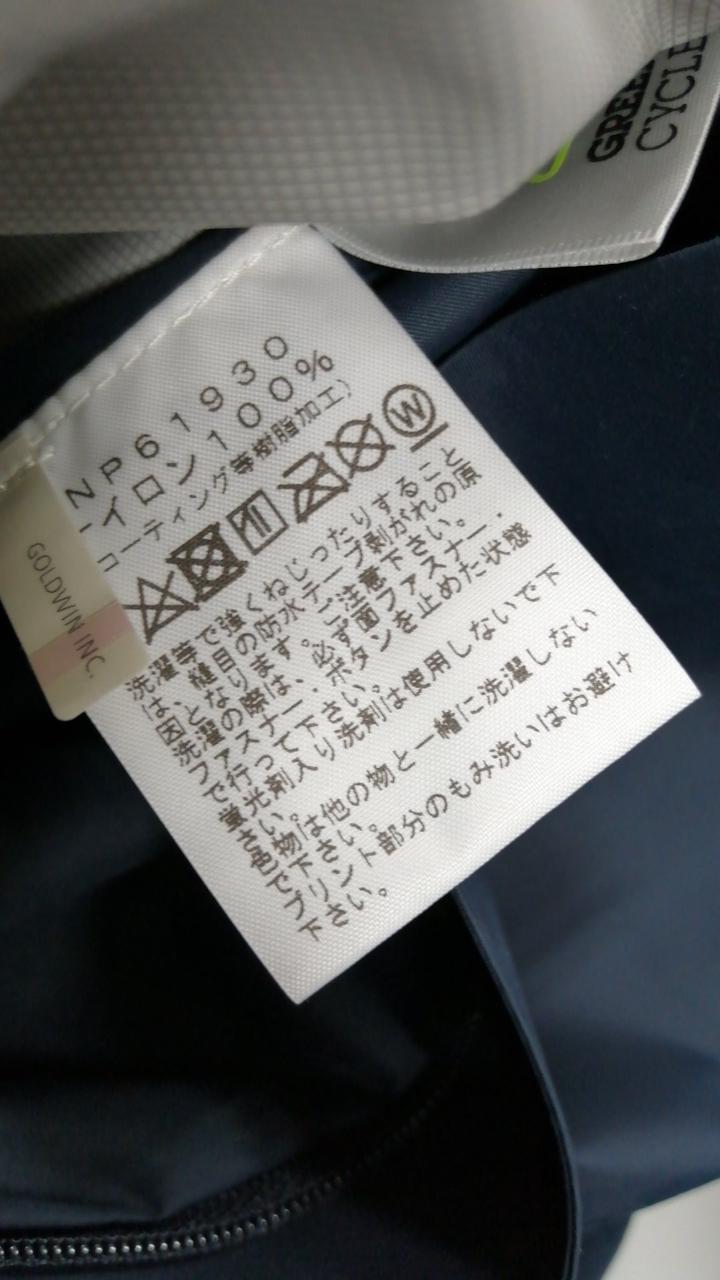 GREEN
CYCLE
NP61930
ナイロン100%
コーティング等樹脂加工)
W
GOLDWIN INC.
洗濯等で強くねじったりすること
は、縫目の防水テープ剥がれの原
因となります。ご注意下さい。
洗濯の際は、必ず面ファスナー・
ファスナー・ボタンを止めた状態
で行って下さい。
蛍光剤入り洗剤は使用しないで下
さい。
色物は他の物と一緒に洗濯しない
で下さい。
プリント部分のもみ洗いはお避け
下さい。